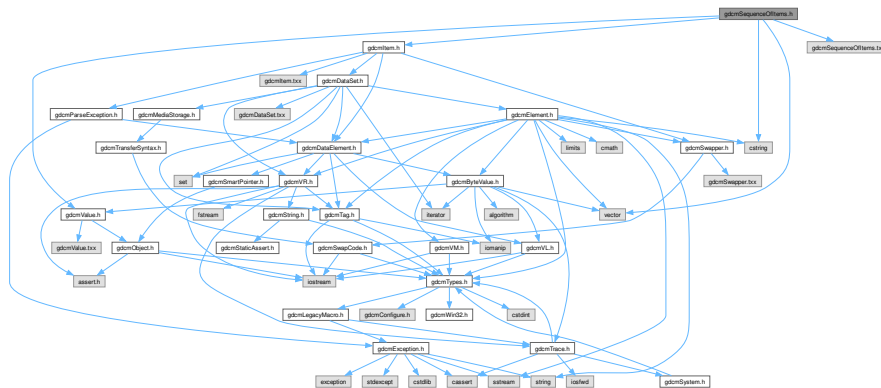 gdcmSequenceOfItems.h
gdcmItem.h
gdcmSequenceOfItems.txx
gdcmItem.txx
gdcmDataSet.h
gdcmParseException.h
gdcmMediaStorage.h
gdcmDataSet.txx
gdcmElement.h
gdcmTransferSyntax.h
gdcmDataElement.h
limits
cmath
gdcmSwapper.h
cstring
set
gdcmSmartPointer.h
gdcmVR.h
gdcmByteValue.h
gdcmSwapper.txx
gdcmValue.h
fstream
gdcmString.h
gdcmTag.h
iterator
algorithm
vector
gdcmValue.txx
gdcmObject.h
gdcmStaticAssert.h
gdcmSwapCode.h
gdcmVM.h
iomanip
gdcmVL.h
assert.h
iostream
gdcmTypes.h
gdcmLegacyMacro.h
gdcmConfigure.h
gdcmWin32.h
cstdint
gdcmException.h
gdcmTrace.h
exception
stdexcept
cstdlib
cassert
sstream
string
iosfwd
gdcmSystem.h